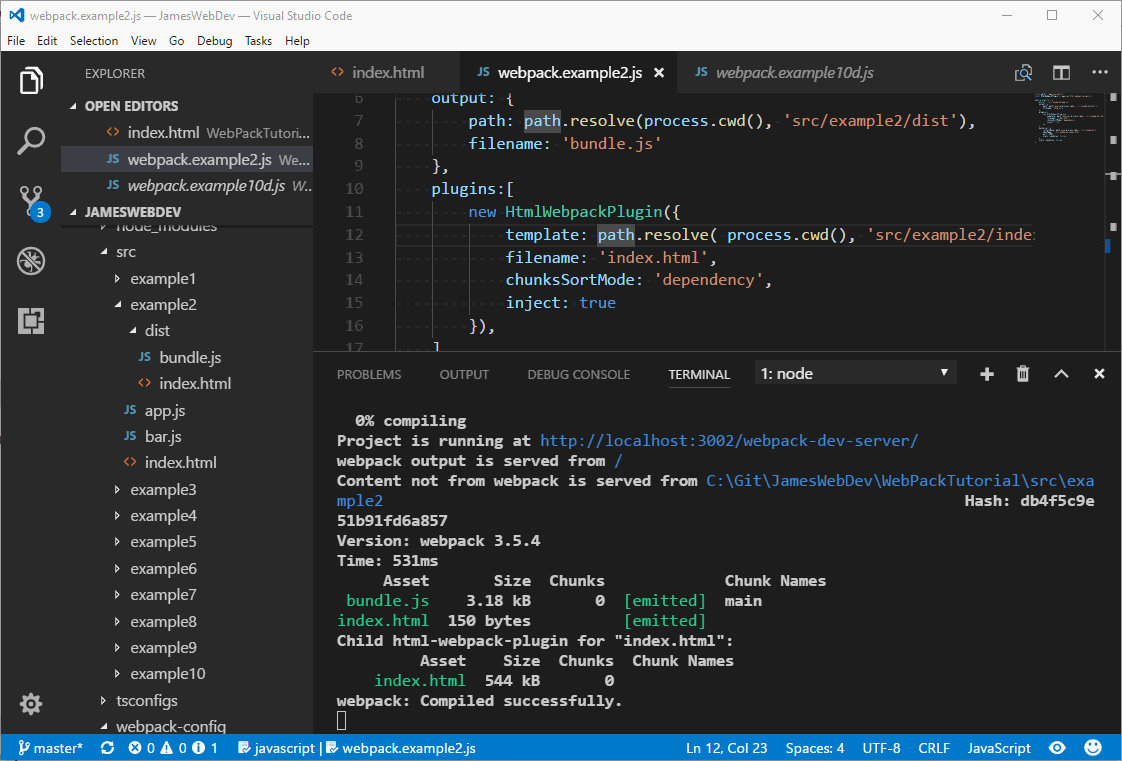 webpack.example2.js — JamesWebDev — Visual Studio Code
File Edit Selection View Go Debug Tasks Help
EXPLORER
OPEN EDITORS
index.html WebPackTutori...
JS webpack.example2.js We...
JS webpack.example10d.js W...
JAMESWEBDEV
node_modules
src
example1
example2
dist
JS bundle.js
index.html
JS app.js
JS bar.js
index.html
example3
example4
example5
example6
example7
example8
example9
example10
tsconfigs
webpack-config
3
index.html JS webpack.example2.js JS webpack.example10d.js
6 output: {
7 path: path.resolve(process.cwd(), 'src/example2/dist'),
8 filename: 'bundle.js'
9 },
10 plugins:[
11 new HtmlWebpackPlugin({
12 template: path.resolve( process.cwd(), 'src/example2/inde
13 filename: 'index.html',
14 chunksSortMode: 'dependency',
15 inject: true
16 }),
17 ]
PROBLEMS OUTPUT DEBUG CONSOLE TERMINAL 1: node
0% compiling
Project is running at http://localhost:3002/webpack-dev-server/
webpack output is served from /
Content not from webpack is served from C:\Git\JamesWebDev\WebPackTutorial\src\exa
mple2 Hash: db4f5c9e
51b91fd6a857
Version: webpack 3.5.4
Time: 531ms
Asset Size Chunks Chunk Names
bundle.js 3.18 kB 0 [emitted] main
index.html 150 bytes [emitted]
Child html-webpack-plugin for "index.html":
Asset Size Chunks Chunk Names
index.html 544 kB 0
webpack: Compiled successfully.
master* 0 0 1 javascript | webpack.example2.js Ln 12, Col 23 Spaces: 4 UTF-8 CRLF JavaScript